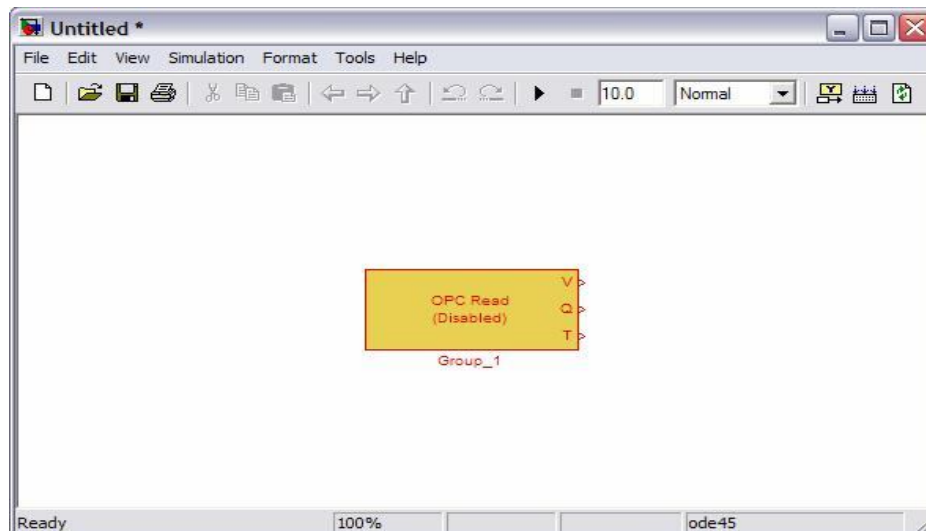 Untitled *
File Edit View Simulation Format Tools Help
10.0 Normal
V
OPC Read
Q
(Disabled)
T
Group_1
Ready 100% ode45